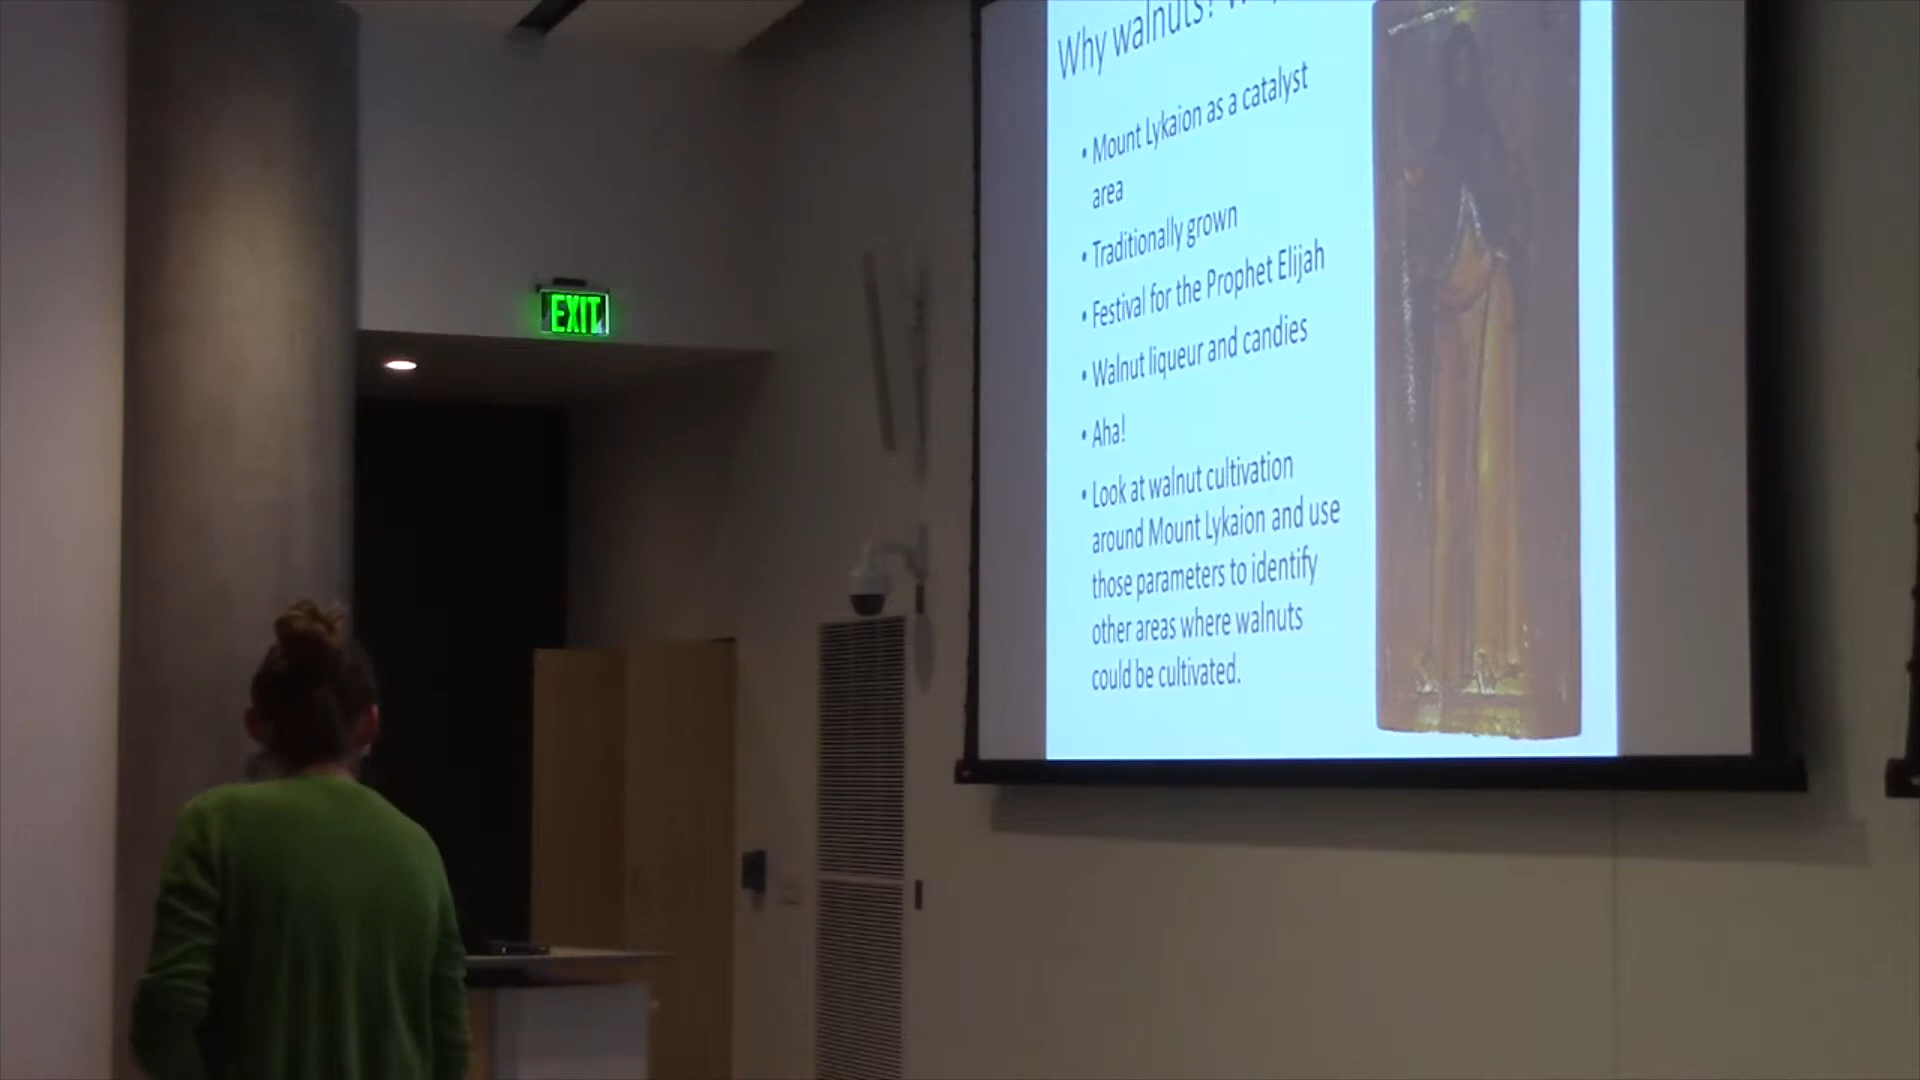 EXIT
Why walnuts?
• Mount Lykaion as a catalyst
area
• Traditionally grown
• Festival for the Prophet Elijah
• Walnut liqueur and candies
• Aha!
• Look at walnut cultivation
around Mount Lykaion and use
those parameters to identify
other areas where walnuts
could be cultivated.